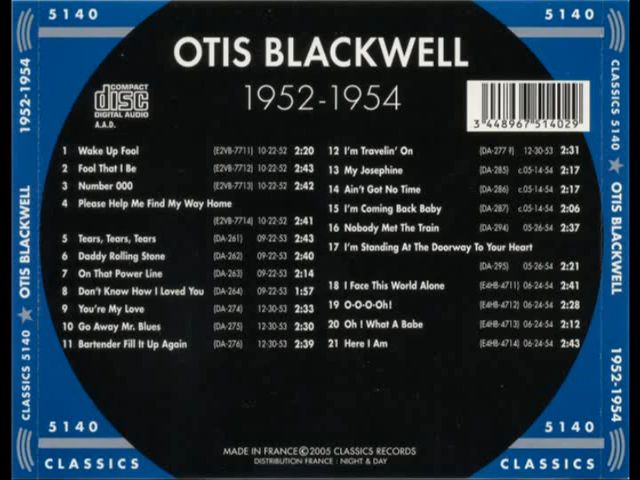 5140
5140
OTIS BLACKWELL
1952-1954
COMPACT
disc
DIGITAL AUDIO
A.A.D.
3 448967 514029
1 Wake Up Fool (E2VB-7711) 10-22-52 2:20
2 Fool That I Be (E2VB-7712) 10-22-52 2:43
3 Number 000 (E2VB-7713) 10-22-52 2:42
4 Please Help Me Find My Way Home
(E2VB-7714) 10-22-52 2:41
5 Tears, Tears, Tears (DA-261) 09-22-53 2:43
6 Daddy Rolling Stone (DA-262) 09-22-53 2:40
7 On That Power Line (DA-263) 09-22-53 2:14
8 Don't Know How I Loved You (DA-264) 09-22-53 1:57
9 You're My Love (DA-274) 12-30-53 2:33
10 Go Away Mr. Blues (DA-275) 12-30-53 2:30
11 Bartender Fill It Up Again (DA-276) 12-30-53 2:39
12 I'm Travelin' On (DA-277 ?) 12-30-53 2:31
13 My Josephine (DA-285) c.05-14-54 2:17
14 Ain't Got No Time (DA-286) c.05-14-54 2:17
15 I'm Coming Back Baby (DA-287) c.05-14-54 2:06
16 Nobody Met The Train (DA-294) 05-26-54 2:37
17 I'm Standing At The Doorway To Your Heart
(DA-295) 05-26-54 2:21
18 I Face This World Alone (E4HB-4711) 06-24-54 2:41
19 O-O-O-Oh! (E4HB-4712) 06-24-54 2:28
20 Oh ! What A Babe (E4HB-4713) 06-24-54 2:12
21 Here I Am (E4HB-4714) 06-24-54 2:43
5140
5140
CLASSICS
CLASSICS
MADE IN FRANCE©2005 CLASSICS RECORDS
DISTRIBUTION FRANCE : NIGHT & DAY
CLASSICS 5140 ★ OTIS BLACKWELL 1952-1954
CLASSICS 5140 ★ OTIS BLACKWELL 1952-1954